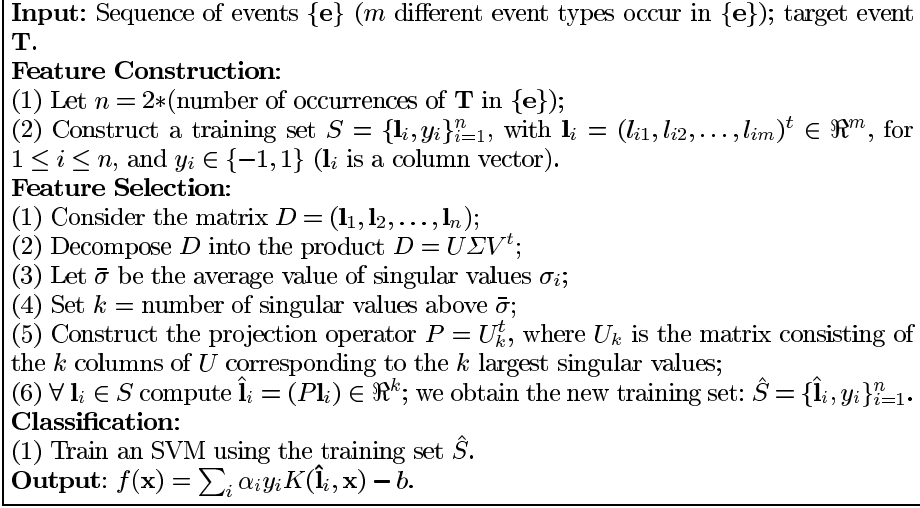 Input: Sequence of events {e} (m different event types occur in {e}); target event
T.
Feature Construction:
(1) Let n = 2∗(number of occurrences of T in {e});
(2) Construct a training set S = {l_i, y_i}_{i=1}^n, with l_i = (l_{i1}, l_{i2}, . . . , l_{im})^t ∈ ℜ^m, for
1 ≤ i ≤ n, and y_i ∈ {−1, 1} (l_i is a column vector).
Feature Selection:
(1) Consider the matrix D = (l_1, l_2, . . . , l_n);
(2) Decompose D into the product D = UΣV^t;
(3) Let σ̄ be the average value of singular values σ_i;
(4) Set k = number of singular values above σ̄;
(5) Construct the projection operator P = U_k^t, where U_k is the matrix consisting of
the k columns of U corresponding to the k largest singular values;
(6) ∀ l_i ∈ S compute l̂_i = (Pl_i) ∈ ℜ^k; we obtain the new training set: Ŝ = {l̂_i, y_i}_{i=1}^n.
Classification:
(1) Train an SVM using the training set Ŝ.
Output: f(x) = ∑_i α_i y_i K(l̂_i, x) − b.